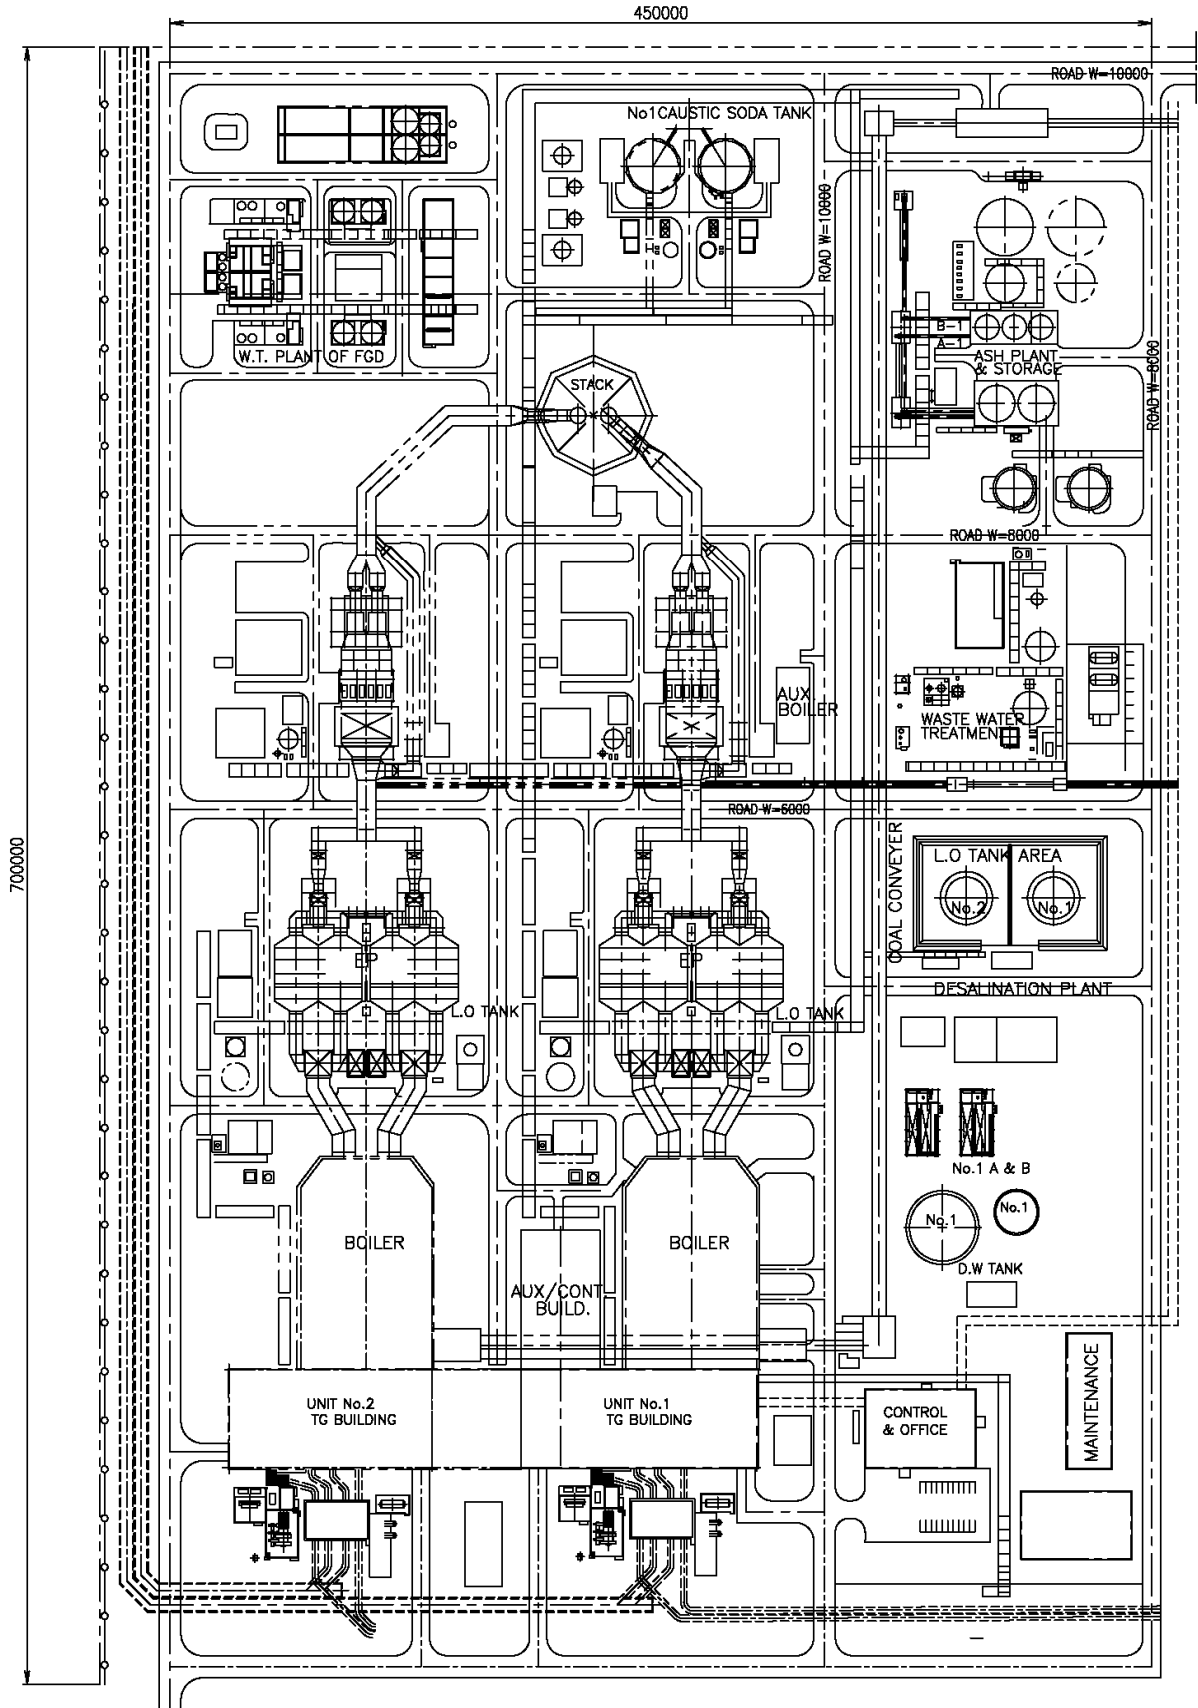 450000
ROAD W=10000
No1CAUSTIC SODA TANK
ROAD W=10000
B-1
A-1
W.T. PLANT OF FGD
ASH PLANT
& STORAGE
ROAD W=8000
STACK
ROAD W=8000
AUX.
BOILER
WASTE WATER
TREATMENT
ROAD W=6000
700000
COAL CONVEYER
L.O TANK AREA
No.2
No.1
DESALINATION PLANT
EP
EP
L.O TANK
L.O TANK
No.1 A & B
No.1
No.1
BOILER
BOILER
D.W TANK
AUX/CONT.
BUILD.
MAINTENANCE
UNIT No.2
TG BUILDING
UNIT No.1
TG BUILDING
CONTROL
& OFFICE